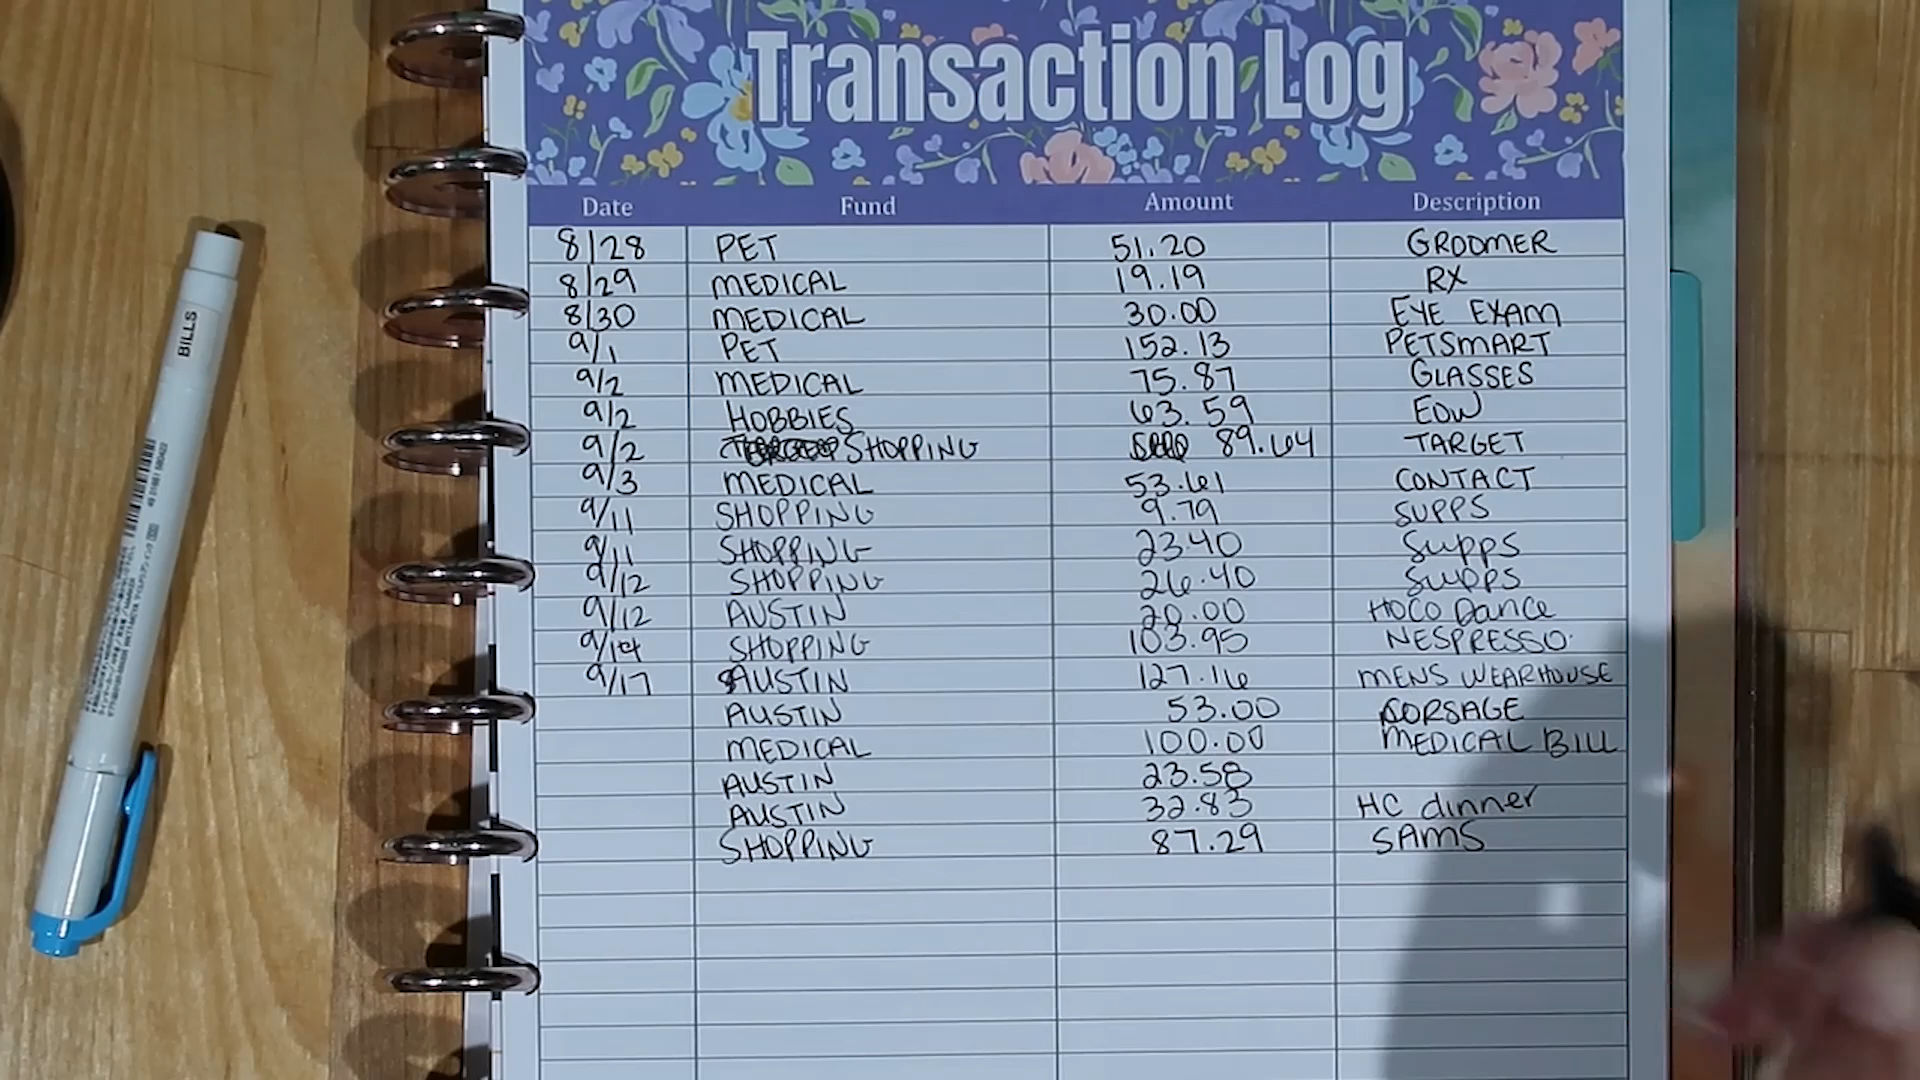 Transaction Log
Date Fund Amount Description
8/28 PET 51.20 GROOMER
8/29 MEDICAL 19.19 RX
8/30 MEDICAL 30.00 EYE EXAM
9/1 PET 152.13 PETSMART
9/2 MEDICAL 75.87 GLASSES
9/2 HOBBIES 63.59 EOW
9/2 SHOPPING 89.64 TARGET
9/3 MEDICAL 53.61 CONTACT
9/11 SHOPPING 9.79 SUPPS
9/11 SHOPPING 23.40 SUPPS
9/12 SHOPPING 26.40 SUPPS
9/12 AUSTIN 20.00 HOCO Dance
9/14 SHOPPING 103.95 NESPRESSO
9/17 AUSTIN 127.16 MENS WEARHOUSE
AUSTIN 53.00 CORSAGE
MEDICAL 100.00 MEDICAL BILL
AUSTIN 23.58
AUSTIN 32.83 HC dinner
SHOPPING 87.29 SAMS
BILLS